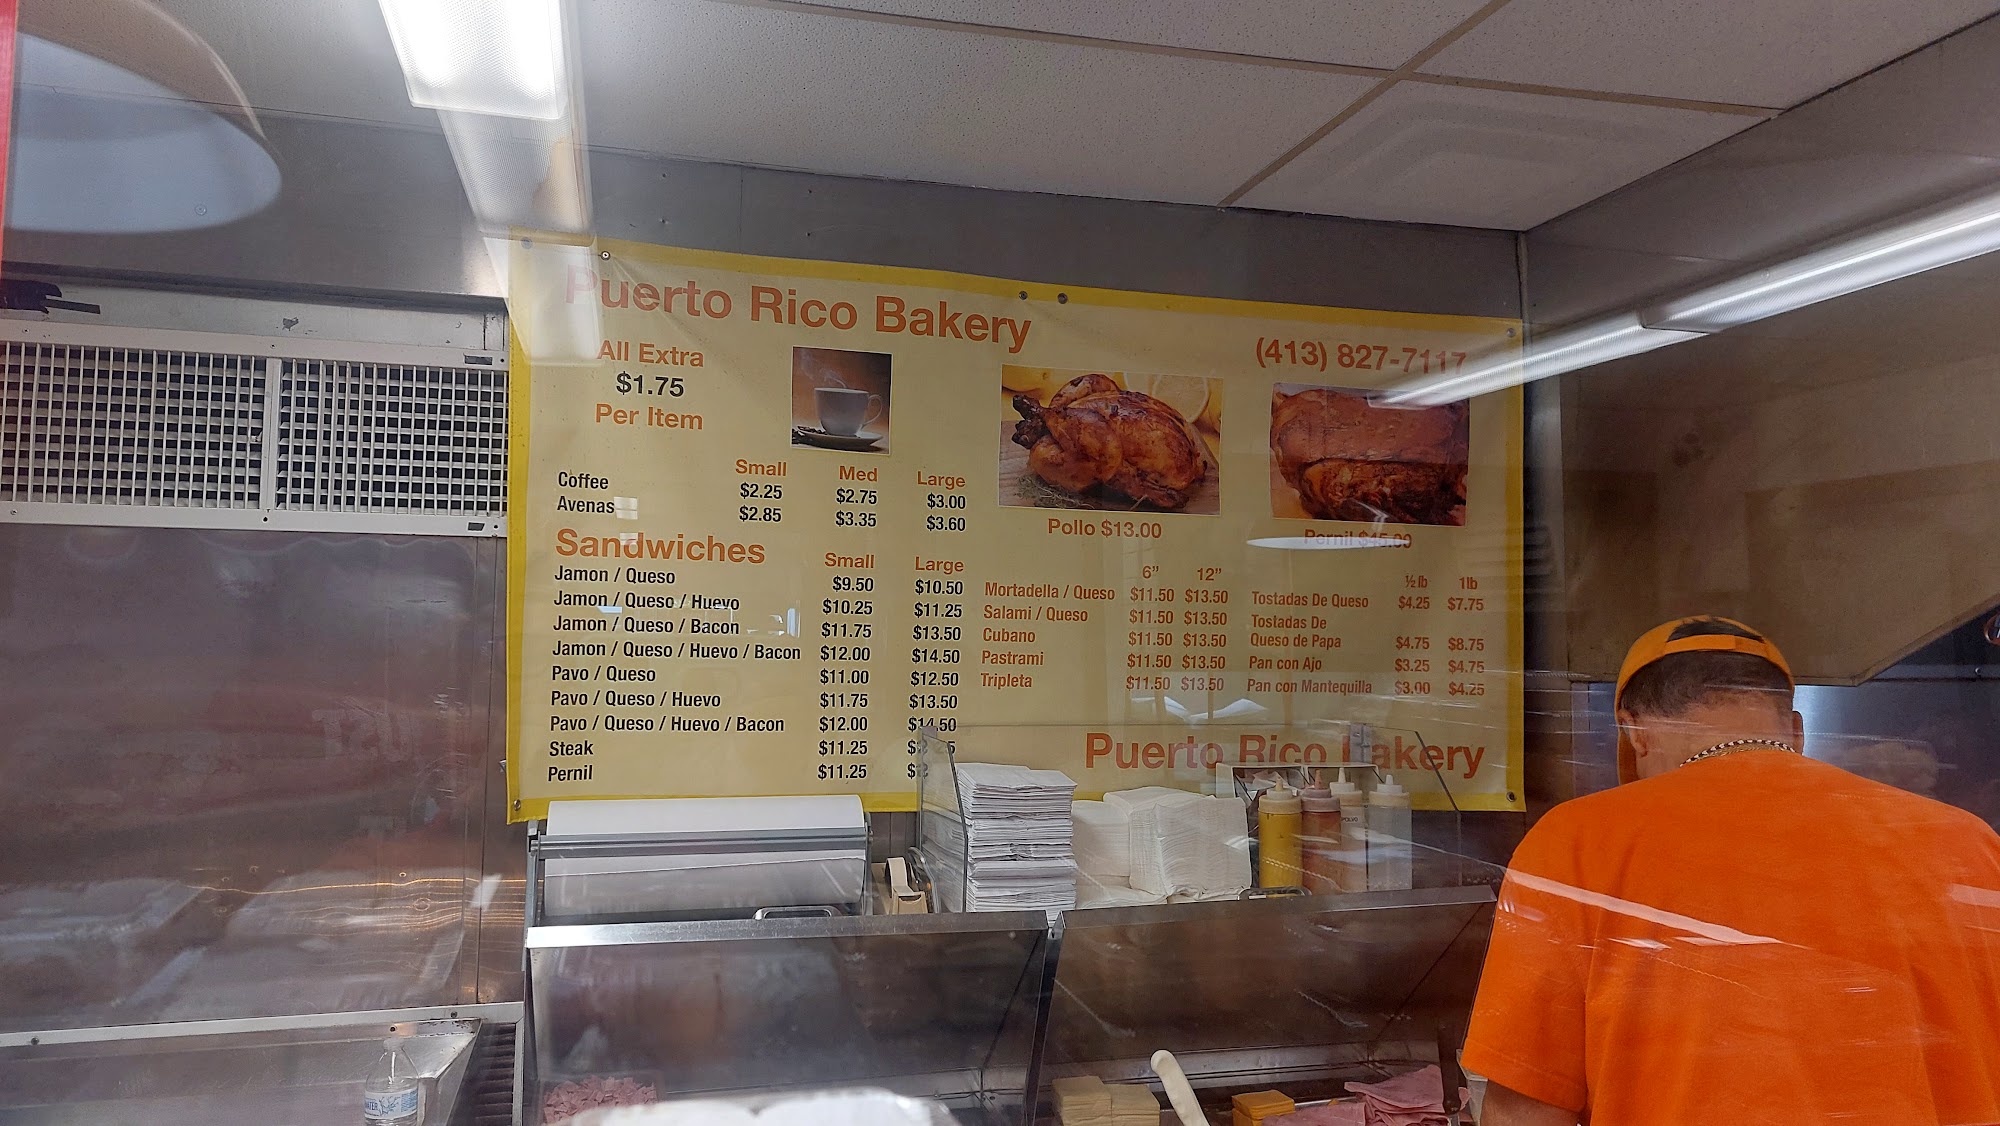 Puerto Rico Bakery
(413) 827-7117
All Extra
$1.75
Per Item
Small Med Large
Coffee $2.25 $2.75 $3.00
Avenas $2.85 $3.35 $3.60
Pollo $13.00
Pernil $45.00
Sandwiches Small Large
Jamon / Queso $9.50 $10.50
Jamon / Queso / Huevo $10.25 $11.25
Jamon / Queso / Bacon $11.75 $13.50
Jamon / Queso / Huevo / Bacon $12.00 $14.50
Pavo / Queso $11.00 $12.50
Pavo / Queso / Huevo $11.75 $13.50
Pavo / Queso / Huevo / Bacon $12.00 $14.50
Steak $11.25
Pernil $11.25
6" 12"
Mortadella / Queso $11.50 $13.50
Salami / Queso $11.50 $13.50
Cubano $11.50 $13.50
Pastrami $11.50 $13.50
Tripleta $11.50 $13.50
½ lb 1lb
Tostadas De Queso $4.25 $7.75
Tostadas De
Queso de Papa $4.75 $8.75
Pan con Ajo $3.25 $4.75
Pan con Mantequilla $3.00 $4.25
Puerto Rico Bakery